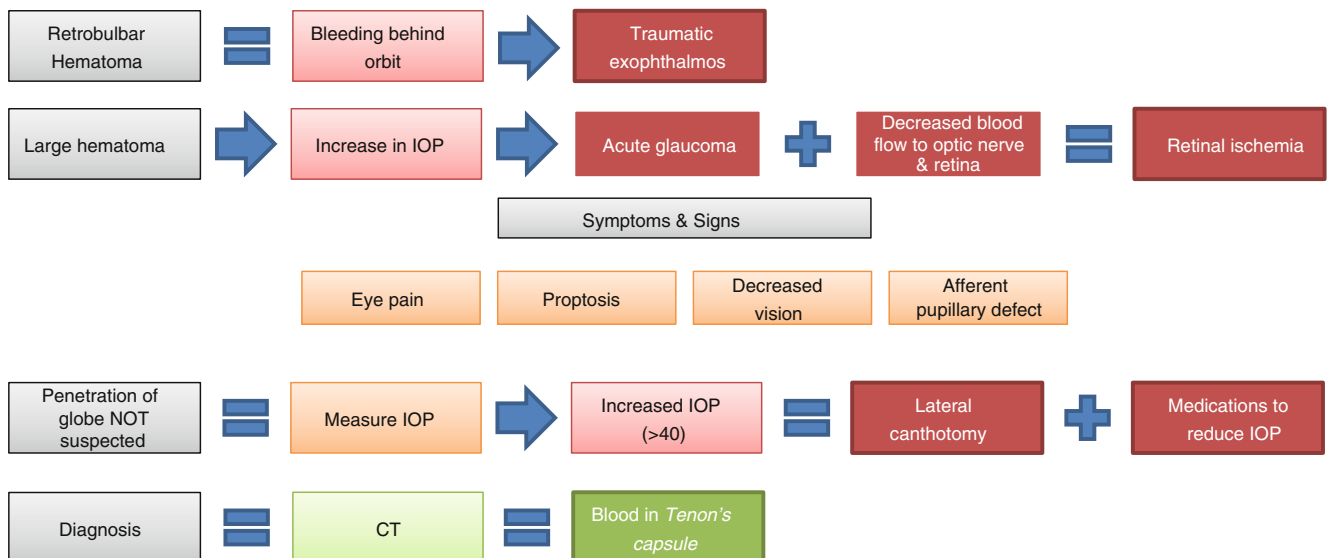 Retrobulbar
Hematoma
Bleeding behind
orbit
Traumatic
exophthalmos
Large hematoma
Increase in IOP
Acute glaucoma
Decreased blood
flow to optic nerve
& retina
Retinal ischemia
Symptoms & Signs
Eye pain
Proptosis
Decreased
vision
Afferent
pupillary defect
Penetration of
globe NOT
suspected
Measure IOP
Increased IOP
(>40)
Lateral
canthotomy
Medications to
reduce IOP
Diagnosis
CT
Blood in Tenon's
capsule